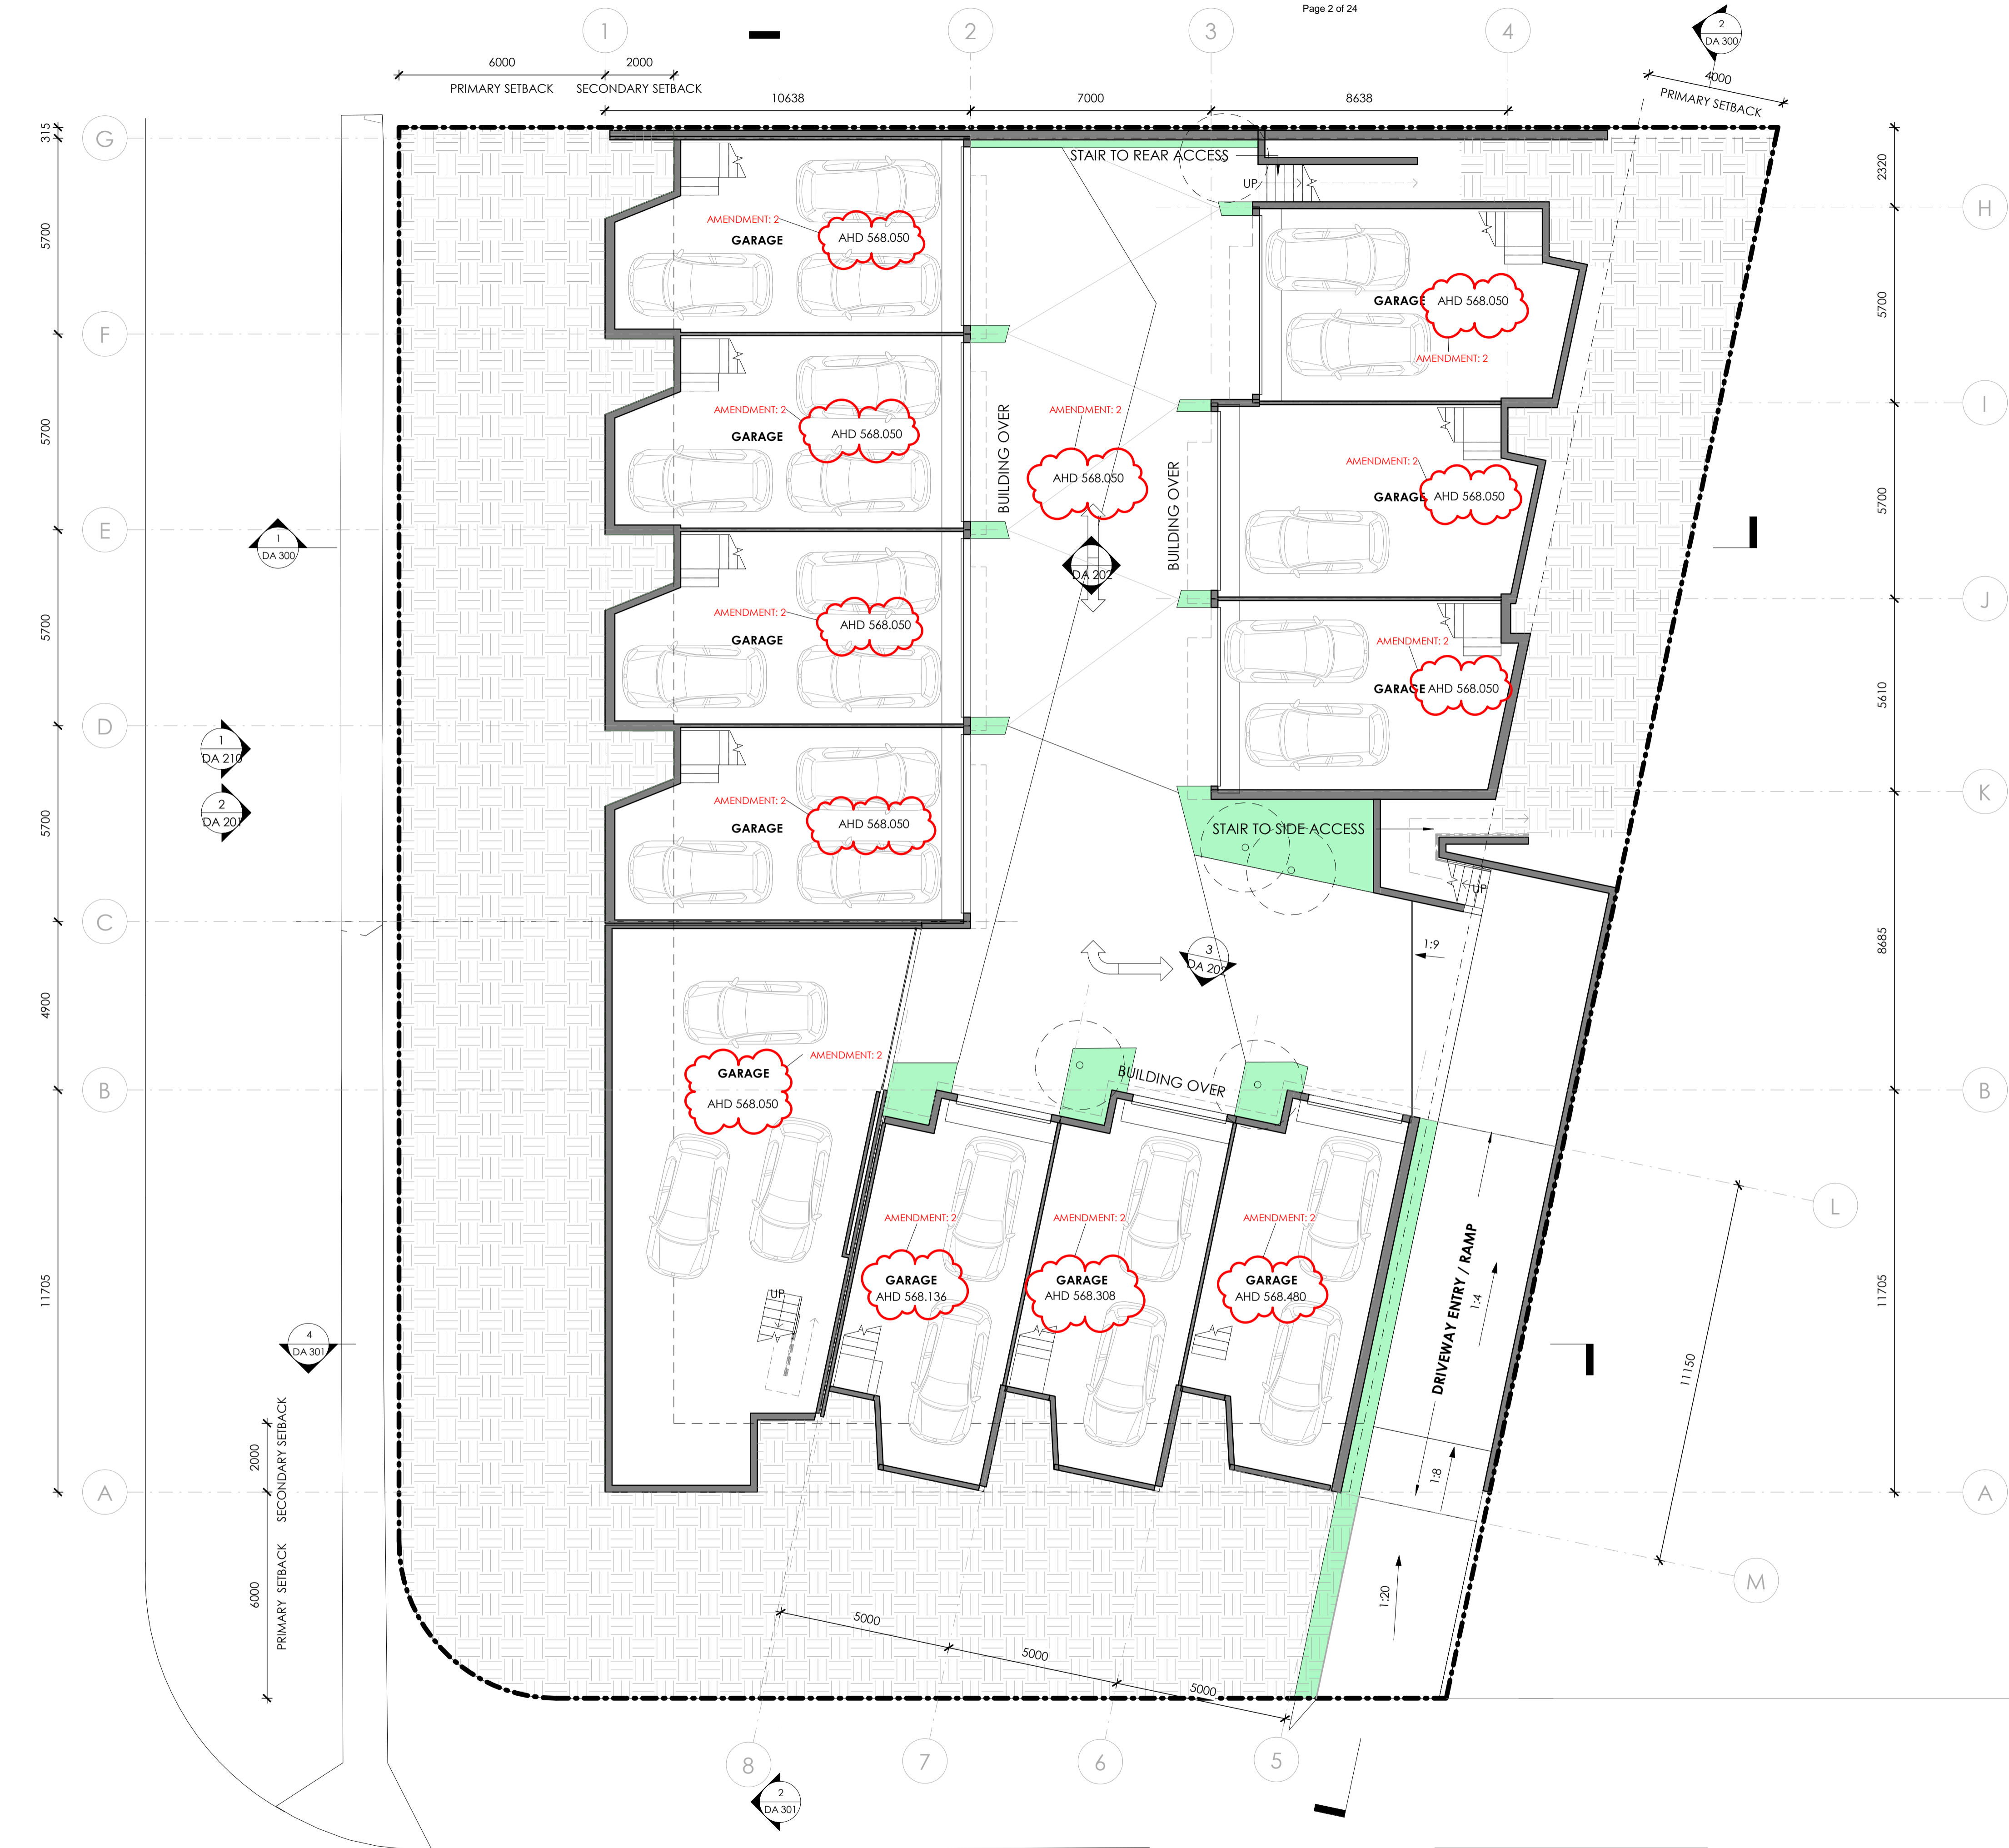 Page 2 of 24
1
2
3
4
2
DA 300
6000
2000
PRIMARY SETBACK
SECONDARY SETBACK
4000
PRIMARY SETBACK
10638
7000
8638
315
G
STAIR TO REAR ACCESS
UP
2320
H
5700
AMENDMENT: 2
GARAGE
AHD 568.050
GARAGE
AHD 568.050
AMENDMENT: 2
5700
F
I
5700
AMENDMENT: 2
GARAGE
AHD 568.050
BUILDING OVER
AMENDMENT: 2
AHD 568.050
BUILDING OVER
AMENDMENT: 2
GARAGE
AHD 568.050
5700
E
1
DA 300
DA 202
J
5700
AMENDMENT: 2
GARAGE
AHD 568.050
AMENDMENT: 2
GARAGE
AHD 568.050
5610
D
1
DA 210
2
DA 201
K
5700
AMENDMENT: 2
GARAGE
AHD 568.050
STAIR TO SIDE ACCESS
UP
C
1:9
3
DA 202
8685
4900
AMENDMENT: 2
GARAGE
AHD 568.050
BUILDING OVER
B
B
L
11705
AMENDMENT: 2
GARAGE
AHD 568.136
AMENDMENT: 2
GARAGE
AHD 568.308
AMENDMENT: 2
GARAGE
AHD 568.480
UP
DRIVEWAY ENTRY / RAMP
1:4
11705
11150
4
DA 301
2000
SECONDARY SETBACK
1:8
A
A
M
6000
PRIMARY SETBACK
1:20
5000
5000
5000
8
7
6
5
2
DA 301